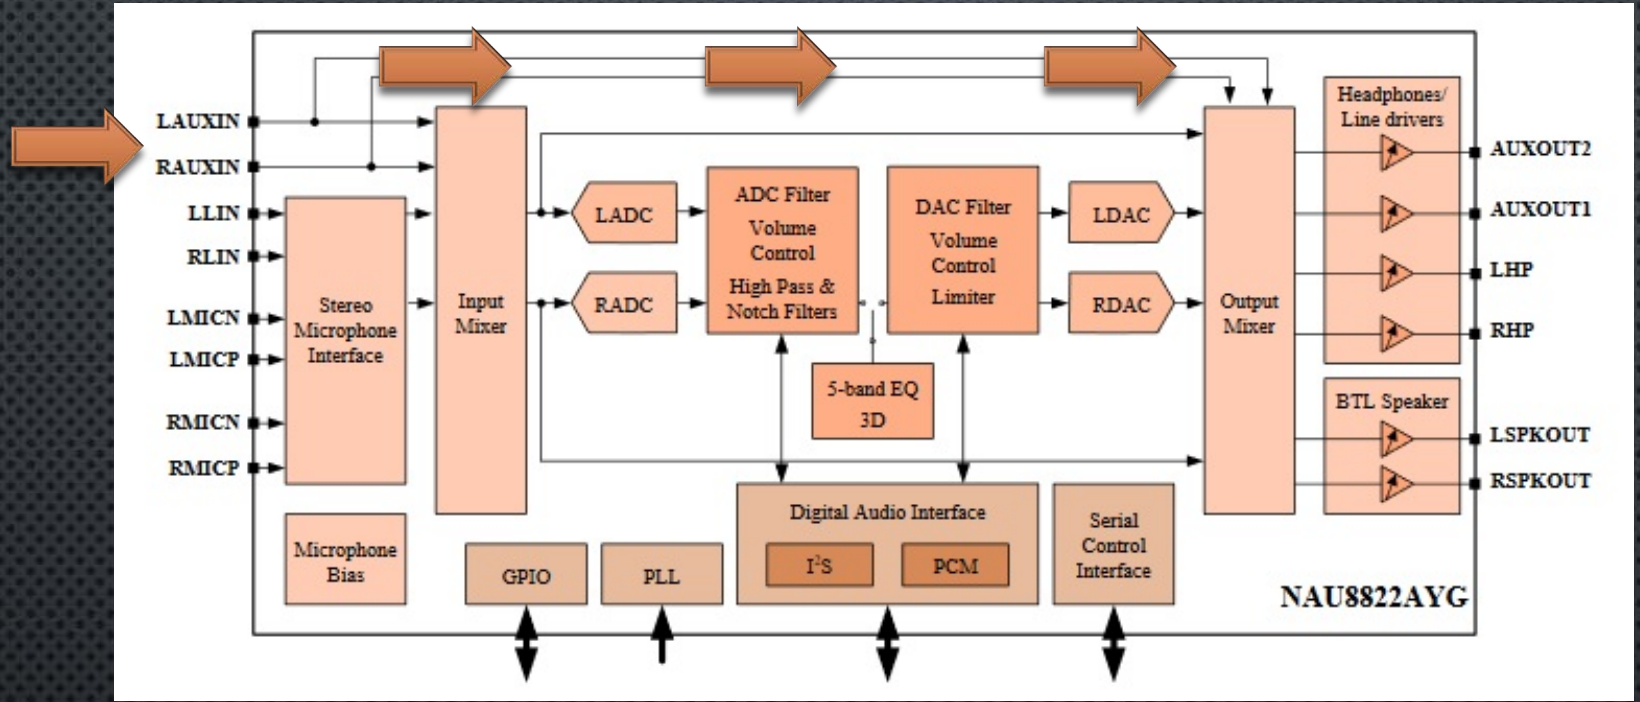 LAUXIN
RAUXIN
LLIN
RLIN
LMICN
LMICP
RMICN
RMICP
Stereo
Microphone
Interface
Microphone
Bias
Input
Mixer
LADC
RADC
ADC Filter
Volume
Control
High Pass &
Notch Filters
DAC Filter
Volume
Control
Limiter
5-band EQ
3D
LDAC
RDAC
Output
Mixer
Headphones/
Line drivers
BTL Speaker
AUXOUT2
AUXOUT1
LHP
RHP
LSPKOUT
RSPKOUT
GPIO
PLL
Digital Audio Interface
I²S
PCM
Serial
Control
Interface
NAU8822AYG